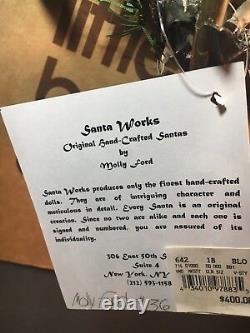 little
Santa Works
Original Hand-Crafted Santas
by
Molly Ford
Santa Works produces only the finest hand-crafted
dolls. They are of intriguing character and
meticulous in detail. Every Santa is an original
creation. Since no two are alike and each one is
signed and numbered, you are assured of its
individuality.
306 East 50th S
Suite 4
New York, NY
(212) 593-1158
642 18 BLO
$400.00